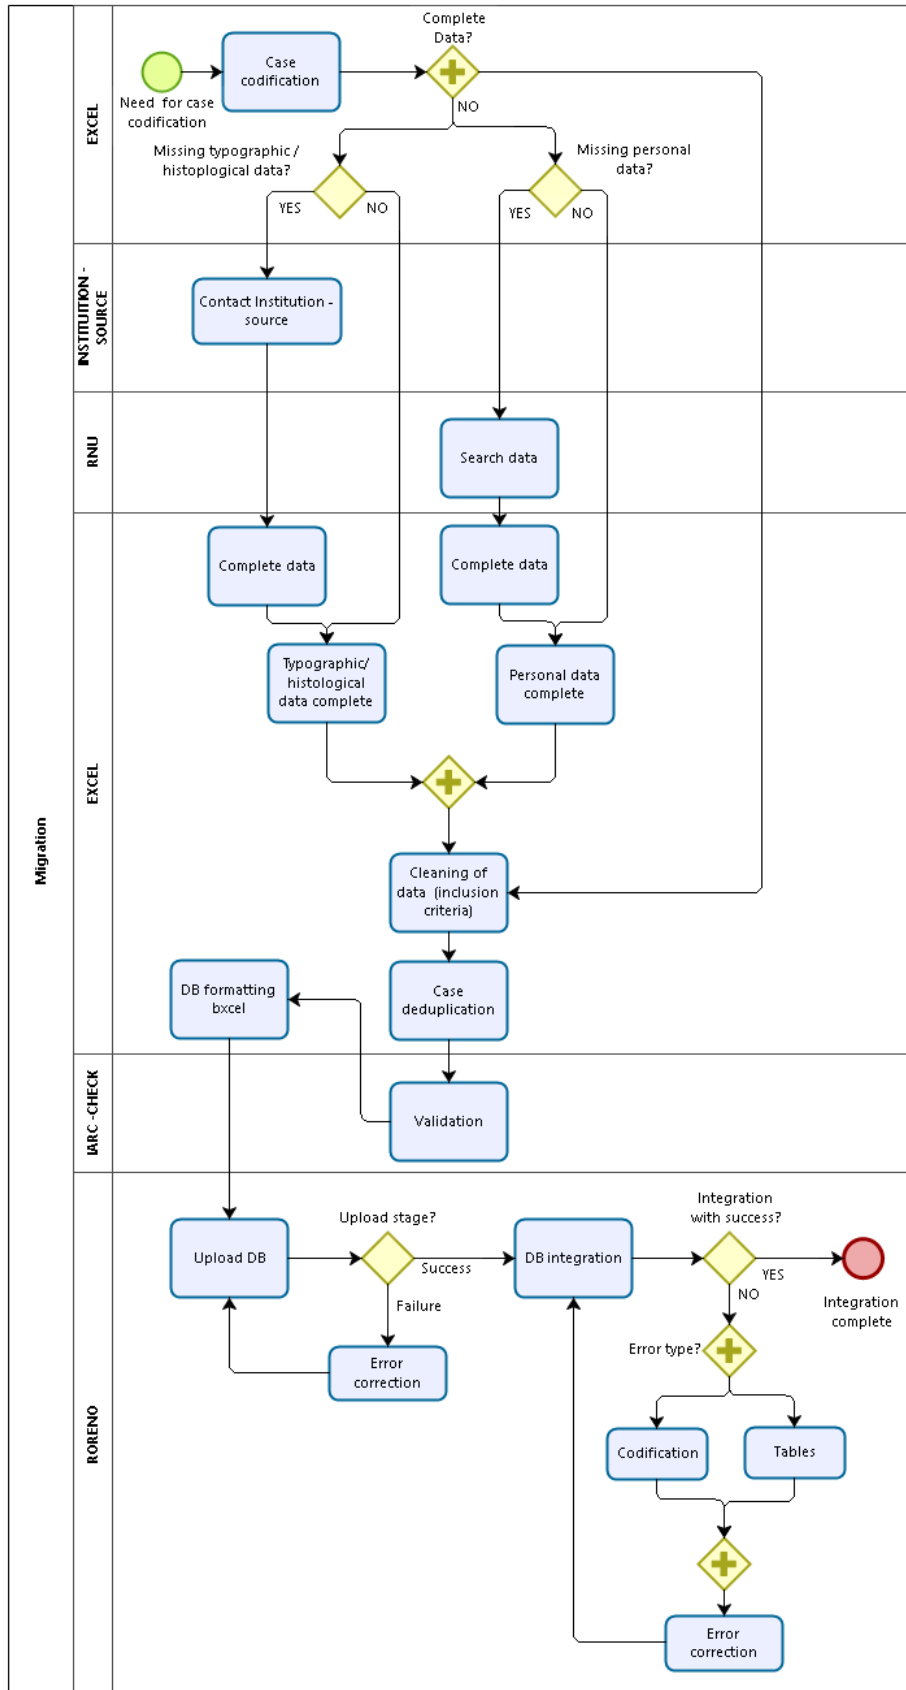 Migration
EXCEL
Complete
Data?
Case
codification
Need  for case
codification
NO
Missing typographic /
histoplogical data?
Missing personal
data?
YES
NO
YES
NO
INSTITUTION -
SOURCE
Contact Institution -
source
RNU
Search data
EXCEL
Complete data
Complete data
Typographic/
histological
data complete
Personal data
complete
Cleaning of
data  (inclusion
criteria)
DB formatting
bxcel
Case
deduplication
IARC -CHECK
Validation
RORENO
Upload DB
Upload stage?
Success
Failure
Error
correction
DB integration
Integration
with success?
YES
NO
Integration
complete
Error type?
Codification
Tables
Error
correction